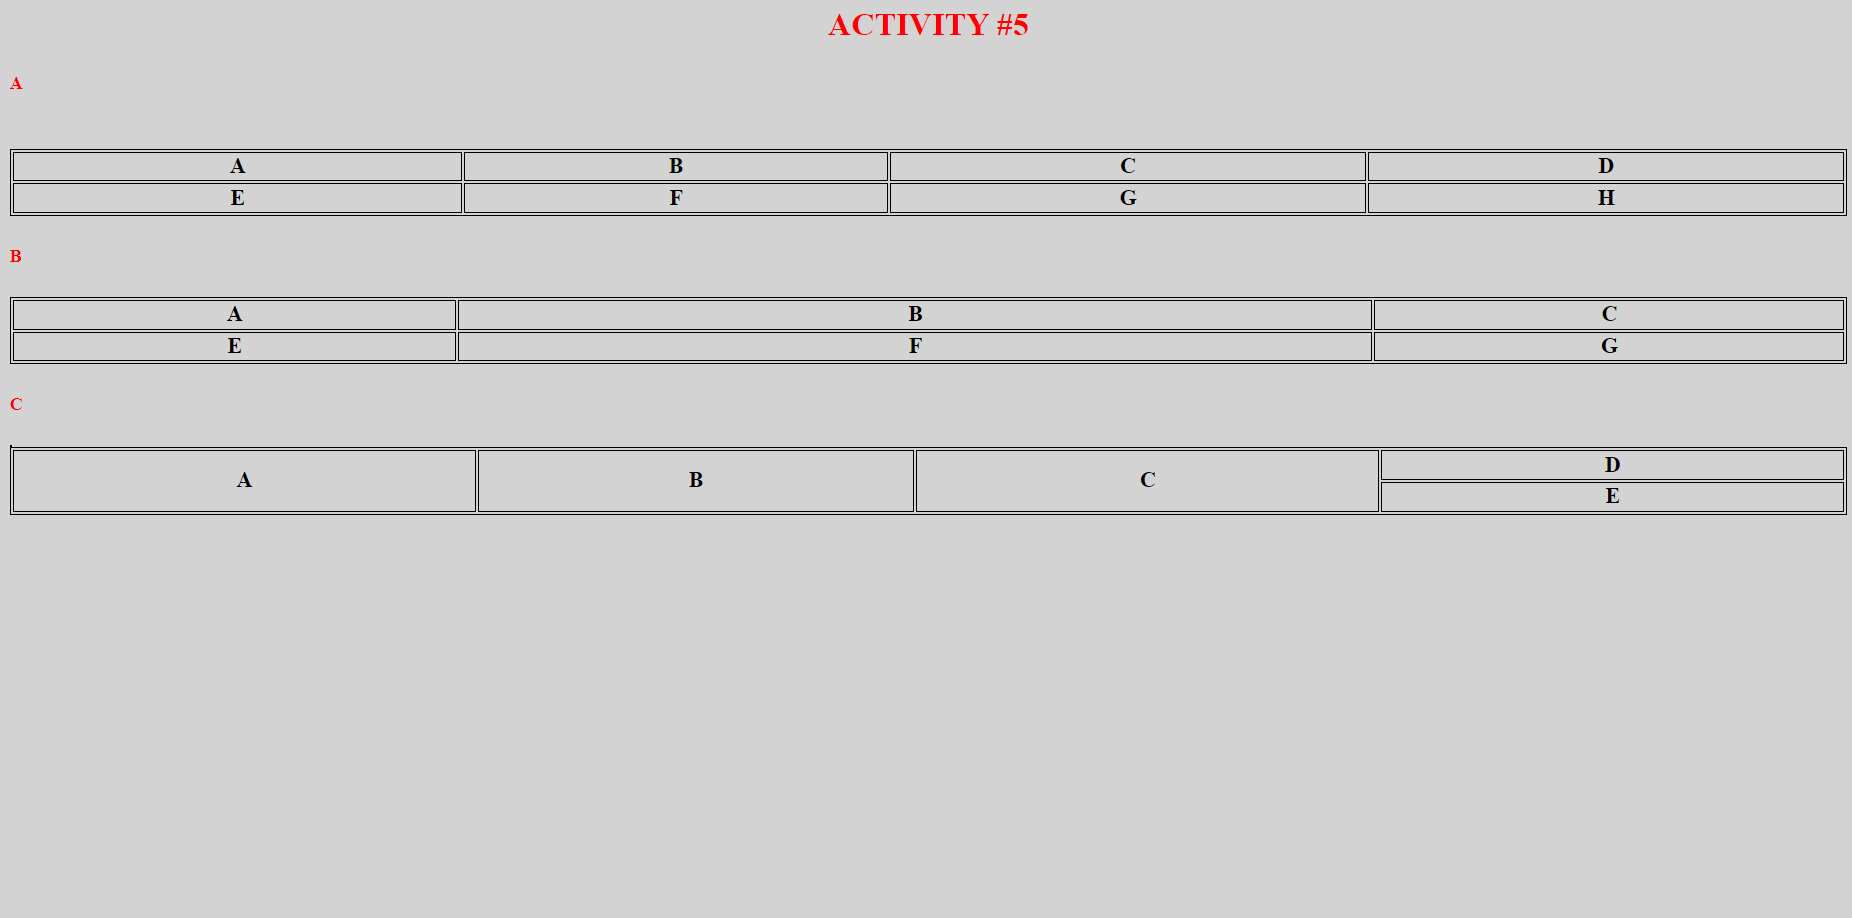 ACTIVITY #5
A
A B C D
E F G H
B
A B C
E F G
C
A B C D
E